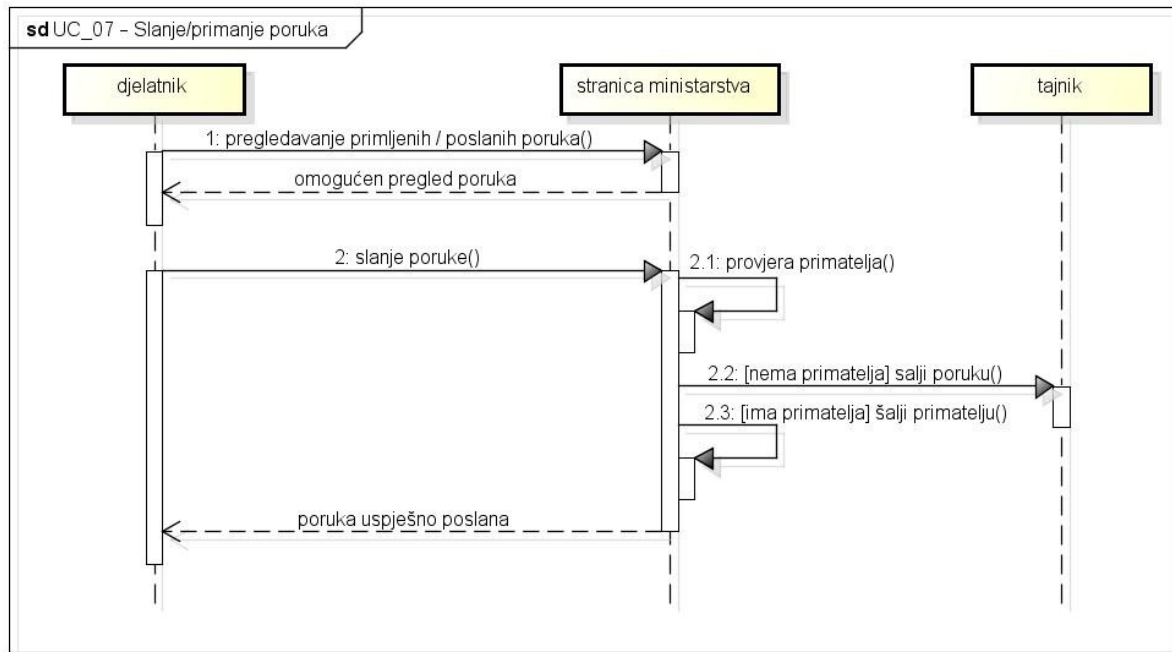 sd UC_07 – Slanje/primanje poruka
djelatnik
stranica ministarstva
tajnik
1: pregledavanje primljenih / poslanih poruka()
omogućen pregled poruka
2: slanje poruke()
2.1: provjera primatelja()
2.2: [nema primatelja] salji poruku()
2.3: [ima primatelja] šalji primatelju()
poruka uspješno poslana